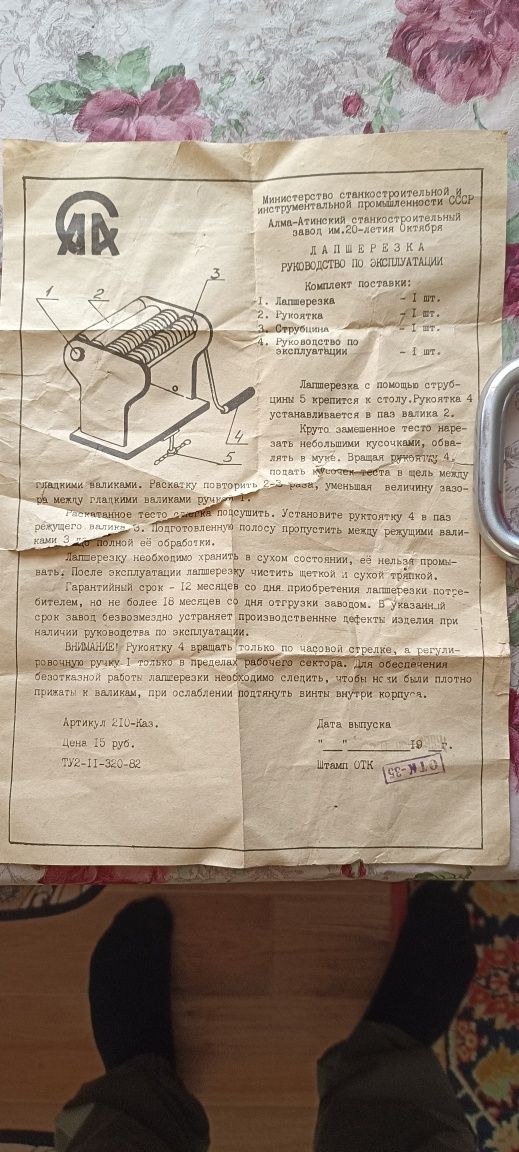 Министерство станкостроительной и
инструментальной промышленности СССР
Алма-Атинский станкостроительный
завод им.20-летия Октября
ЛАПШЕРЕЗКА
РУКОВОДСТВО ПО ЭКСПЛУАТАЦИИ
Комплект поставки:
1. Лапшерезка - I шт.
2. Рукоятка - I шт.
3. Струбцина - I шт.
4. Руководство по
эксплуатации - I шт.
1
2
3
4
5
Лапшерезка с помощью струб-
цины 5 крепится к столу.Рукоятка 4
устанавливается в паз валика 2.
Круто замешенное тесто наре-
зать небольшими кусочками, обва-
лять в муке. Вращая рукоятку 4,
подать кусочек теста в щель между
гладкими валиками. Раскатку повторить 2-3 раза, уменьшая величину зазо-
ра между гладкими валиками ручкой 1.
Раскатанное тесто слегка подсушить. Установите руктоятку 4 в паз
режущего валика 3. Подготовленную полосу пропустить между режущими вали-
ками 3 до полной её обработки.
Лапшерезку необходимо хранить в сухом состоянии, её нельзя промы-
вать. После эксплуатации лапшерезку чистить щеткой и сухой тряпкой.
Гарантийный срок - 12 месяцев со дня приобретения лапшерезки потре-
бителем, но не более 18 месяцев со дня отгрузки заводом. В указанный
срок завод безвозмездно устраняет производственные дефекты изделия при
наличии руководства по эксплуатации.
ВНИМАНИЕ! Рукоятку 4 вращать только по часовой стрелке, а регули-
ровочную ручку 1 только в пределах рабочего сектора. Для обеспечения
безотказной работы лапшерезки необходимо следить, чтобы ножи были плотно
прижаты к валикам, при ослаблении подтянуть винты внутри корпуса.
Артикул 210-Каз.
Цена 15 руб.
ТУ2-II-320-82
Дата выпуска
"__"________ 19 __ г.
Штамп ОТК
ОТК-35